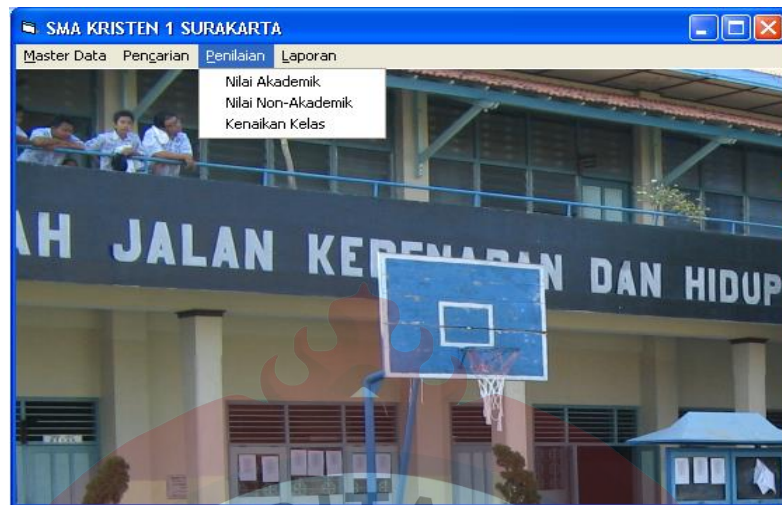 SMA KRISTEN 1 SURAKARTA
Master Data Pencarian Penilaian Laporan
Nilai Akademik
Nilai Non-Akademik
Kenaikan Kelas
AH JALAN KEBENARAN DAN HIDUP